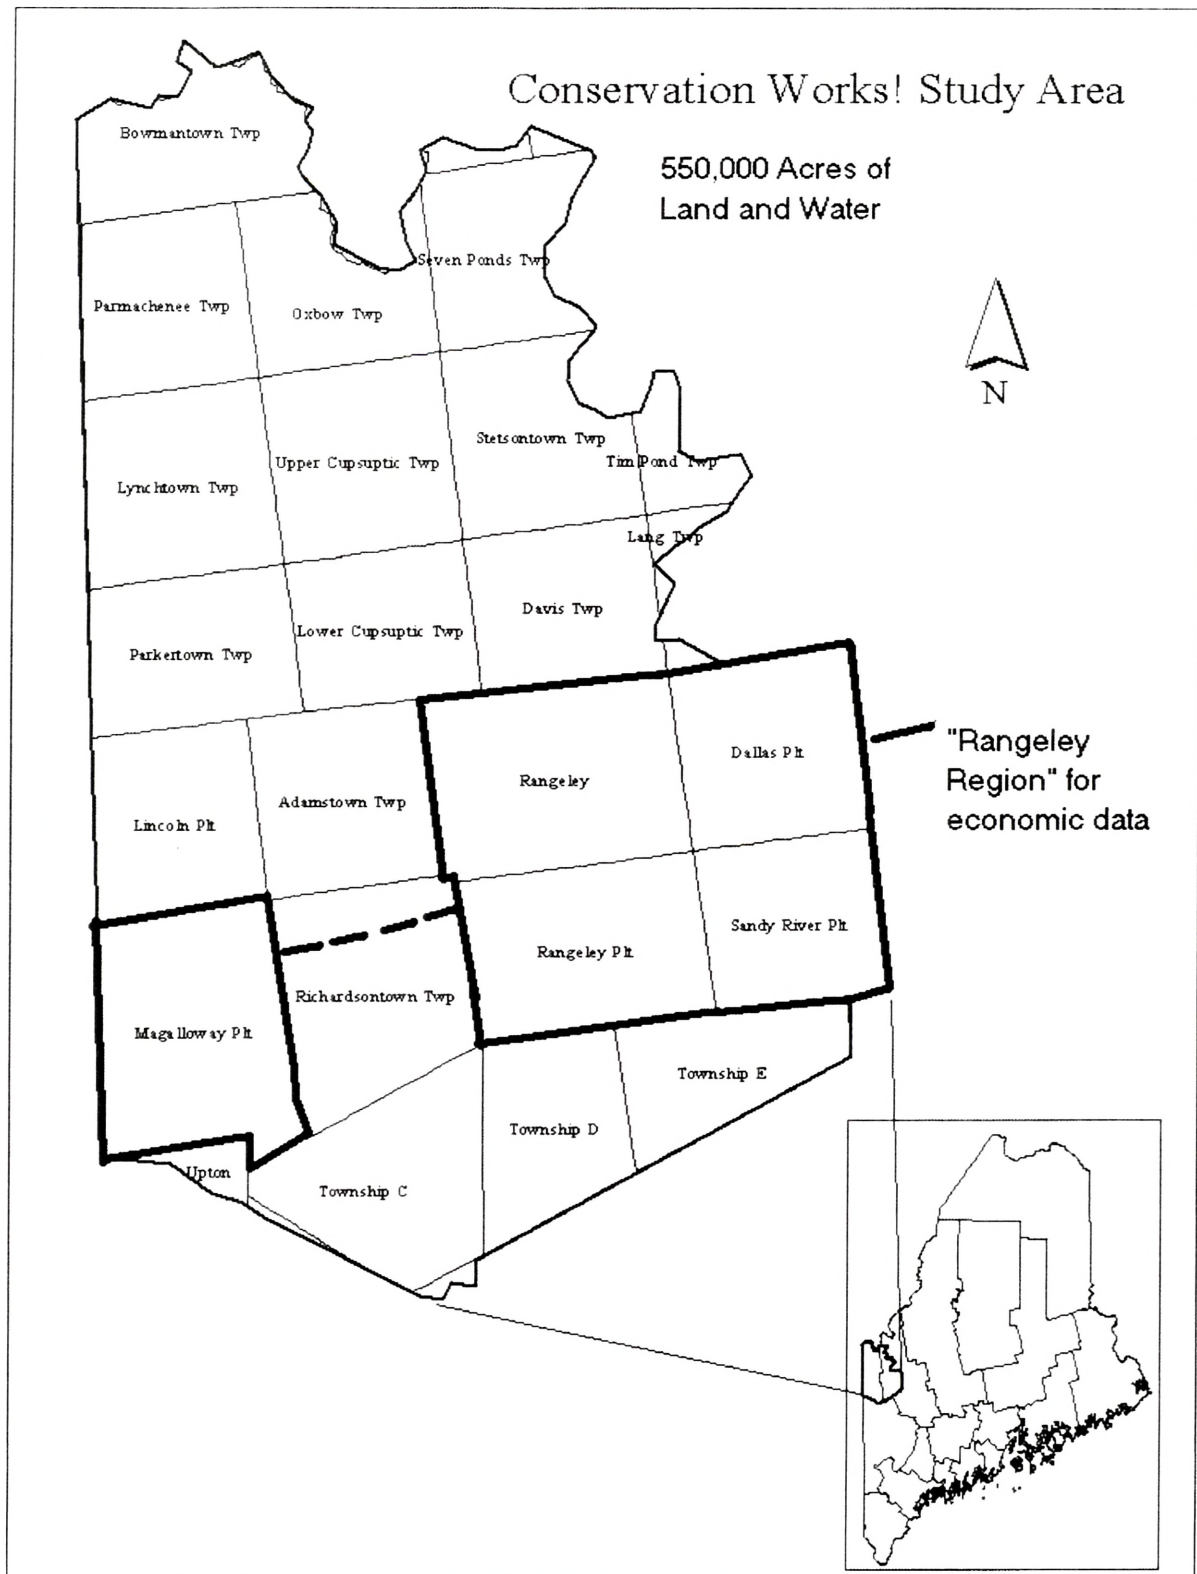 Conservation Works! Study Area
550,000 Acres of
Land and Water
Bowmantown Twp
Seven Ponds Twp
Parmachenee Twp
Oxbow Twp
N
Stetsontown Twp
Upper Cupsuptic Twp
Tim Pond Twp
Lynchtown Twp
Lang Twp
Davis Twp
Lower Cupsuptic Twp
Parkertown Twp
"Rangeley
Region" for
economic data
Dallas Plt
Rangeley
Adamstown Twp
Lincoln Plt
Sandy River Plt
Rangeley Plt
Richardsontown Twp
Magalloway Plt
Township E
Township D
Upton
Township C